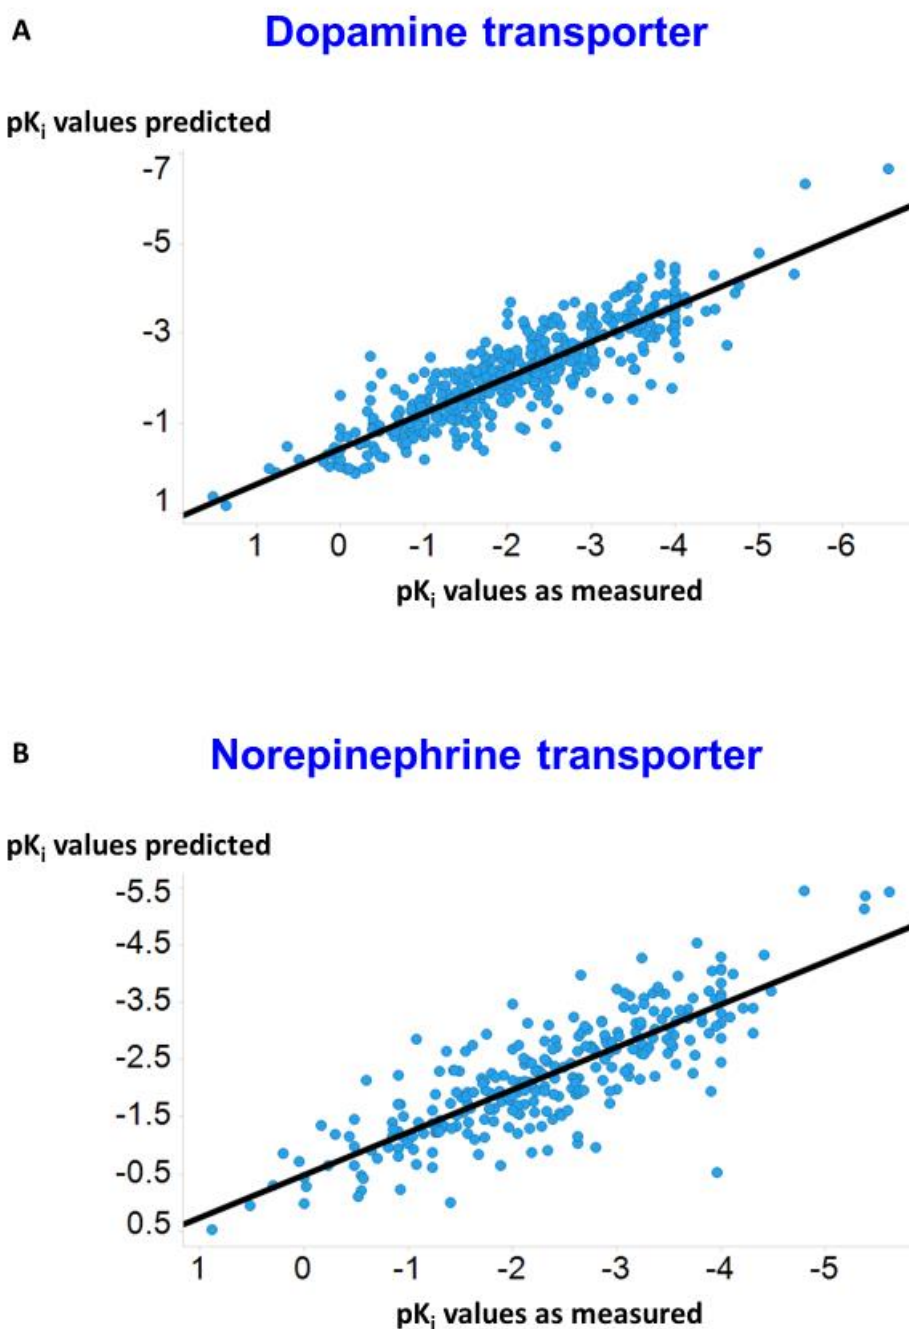 A
Dopamine transporter
pKi values predicted
-7
-5
-3
-1
1
1 0 -1 -2 -3 -4 -5 -6
pKi values as measured
B
Norepinephrine transporter
pKi values predicted
-5.5
-4.5
-3.5
-2.5
-1.5
-0.5
0.5
1 0 -1 -2 -3 -4 -5
pKi values as measured